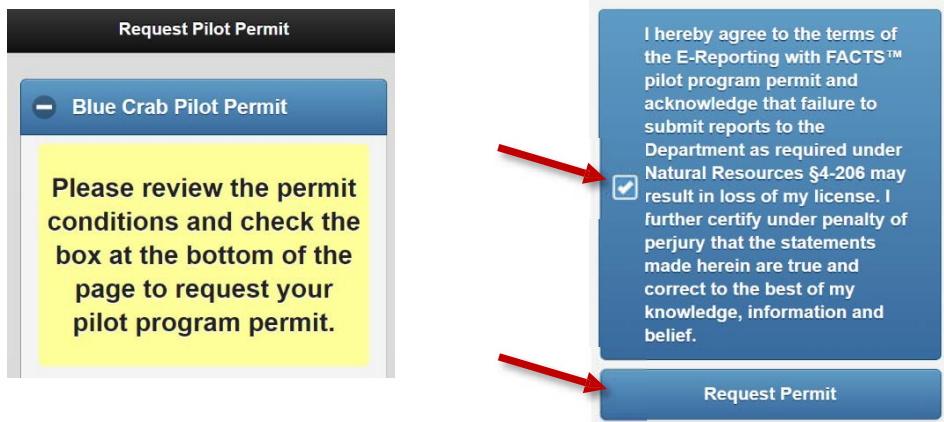 Request Pilot Permit
Blue Crab Pilot Permit
Please review the permit
conditions and check the
box at the bottom of the
page to request your
pilot program permit.
I hereby agree to the terms of
the E-Reporting with FACTS™
pilot program permit and
acknowledge that failure to
submit reports to the
Department as required under
Natural Resources §4-206 may
result in loss of my license. I
further certify under penalty of
perjury that the statements
made herein are true and
correct to the best of my
knowledge, information and
belief.
Request Permit